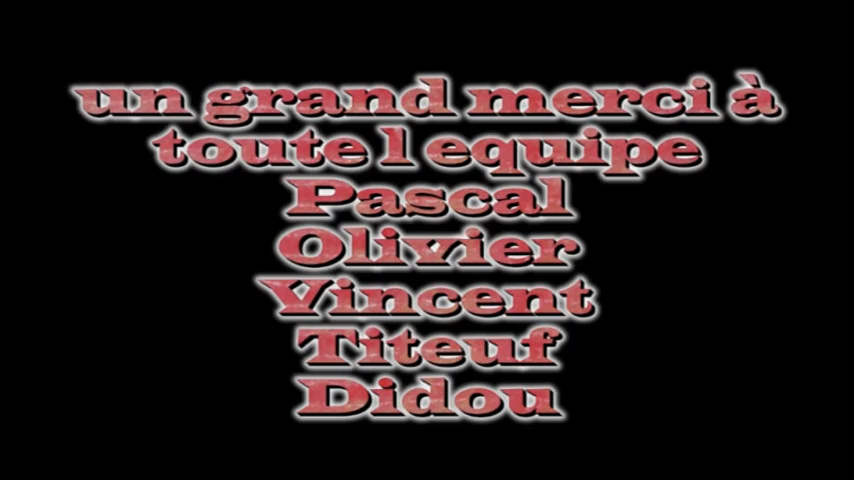 un grand merci à
toute l equipe
Pascal
Olivier
Vincent
Titeuf
Didou